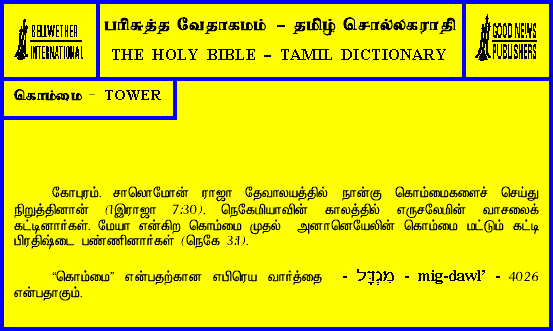 BELLWETHER
INTERNATIONAL
பரிசுத்த வேதாகமம் – தமிழ் சொல்லகராதி
THE HOLY BIBLE – TAMIL DICTIONARY
GOOD NEWS
PUBLISHERS
கொம்மை – TOWER
கோபுரம். சாலொமோன் ராஜா தேவாலயத்தில் நான்கு கொம்மைகளைச் செய்து
நிறுத்தினான் (1இராஜா 7:30). நெகேமியாவின் காலத்தில் எருசலேமின் வாசலைக்
கட்டினார்கள். மேயா என்கிற கொம்மை முதல் அனானெயேலின் கொம்மை மட்டும் கட்டி
பிரதிஷ்டை பண்ணினார்கள் (நெகே 3:1).
“கொம்மை” என்பதற்கான எபிரெய வார்த்தை - מִגְדָּל - mig-dawl’ - 4026
என்பதாகும்.